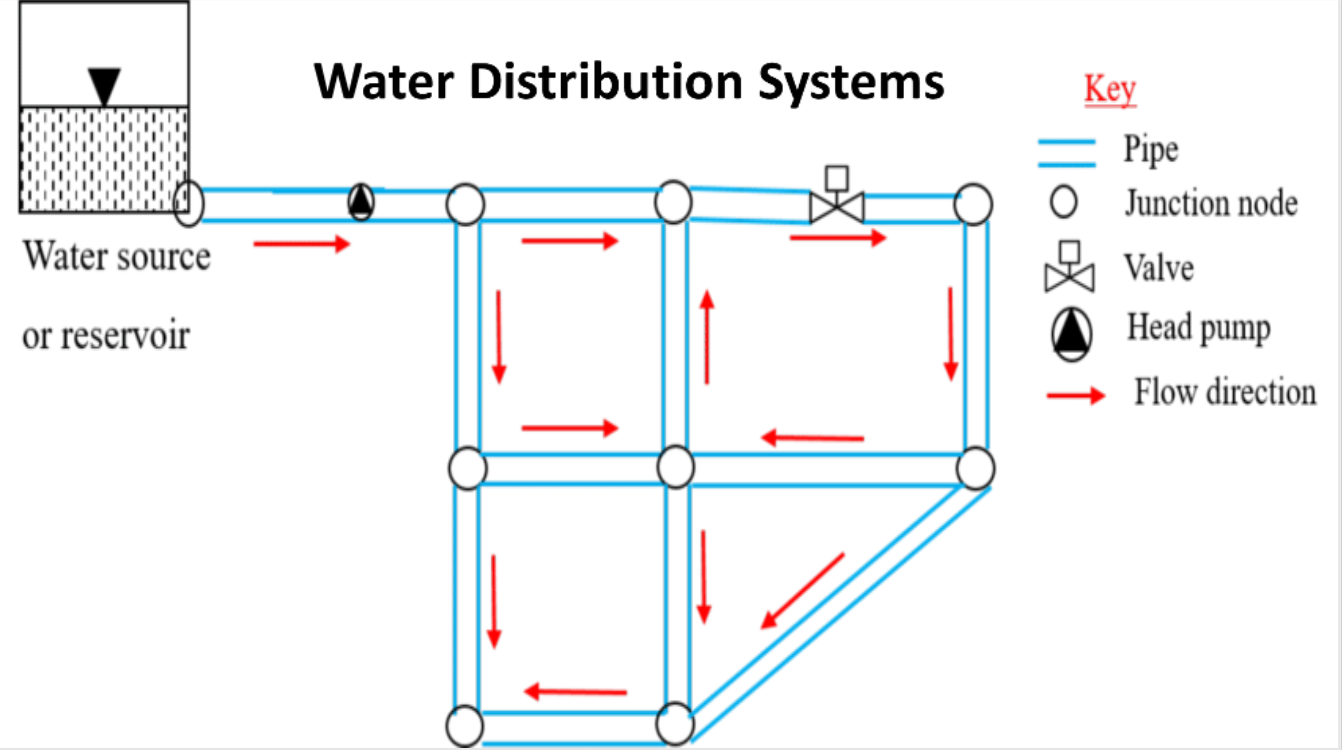 Water Distribution Systems
Key
Pipe
Junction node
Valve
Head pump
Flow direction
Water source
or reservoir